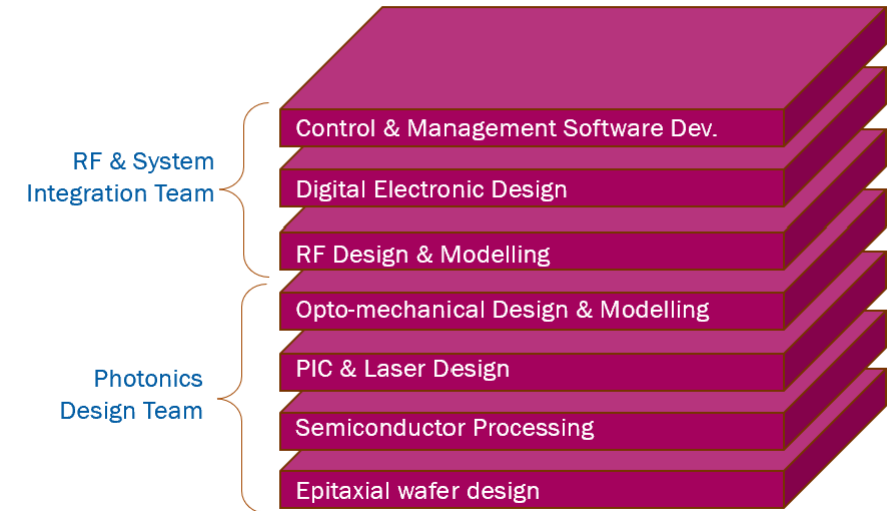 Control & Management Software Dev.
RF & System
Integration Team
Digital Electronic Design
RF Design & Modelling
Opto-mechanical Design & Modelling
PIC & Laser Design
Photonics
Design Team
Semiconductor Processing
Epitaxial wafer design